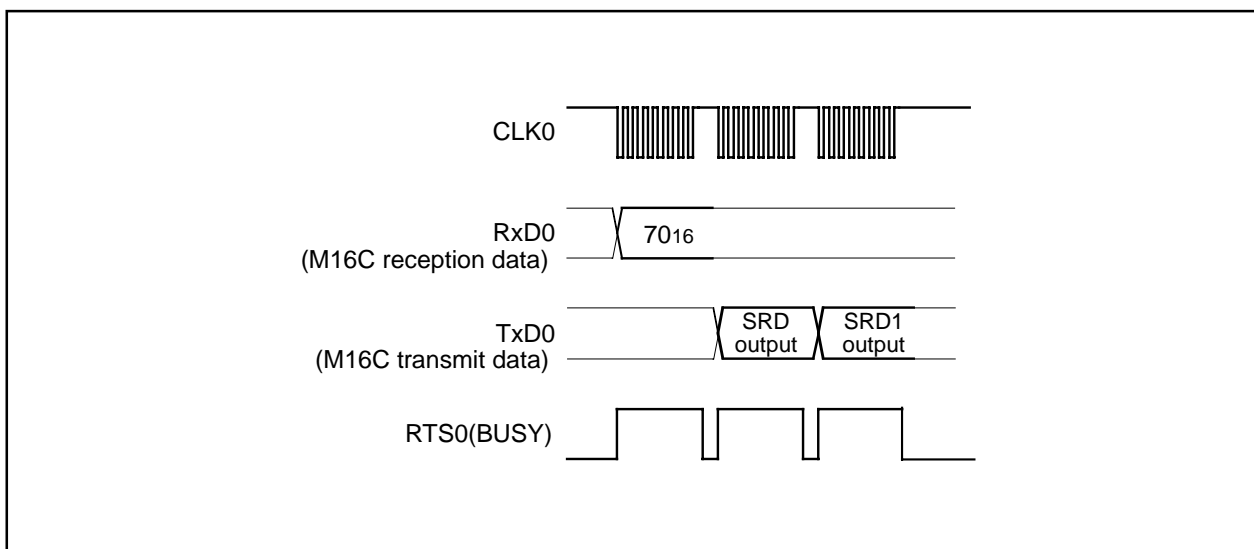 CLK0
RxD0
(M16C reception data)
7016
TxD0
(M16C transmit data)
SRD
output
SRD1
output
RTS0(BUSY)